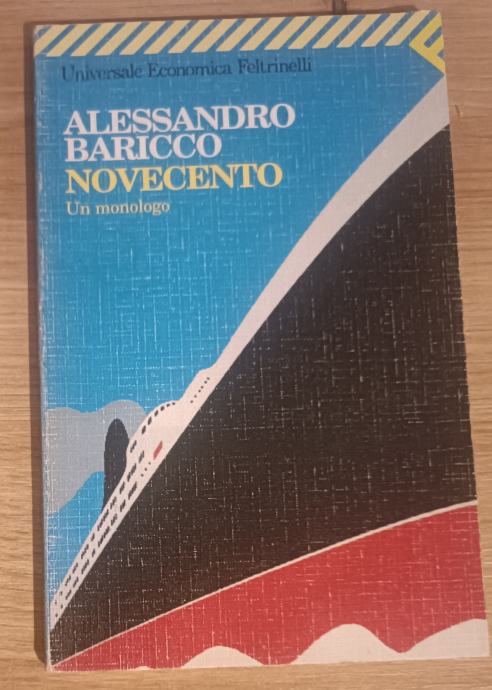 Universale Economica Feltrinelli
ALESSANDRO
BARICCO
NOVECENTO
Un monologo